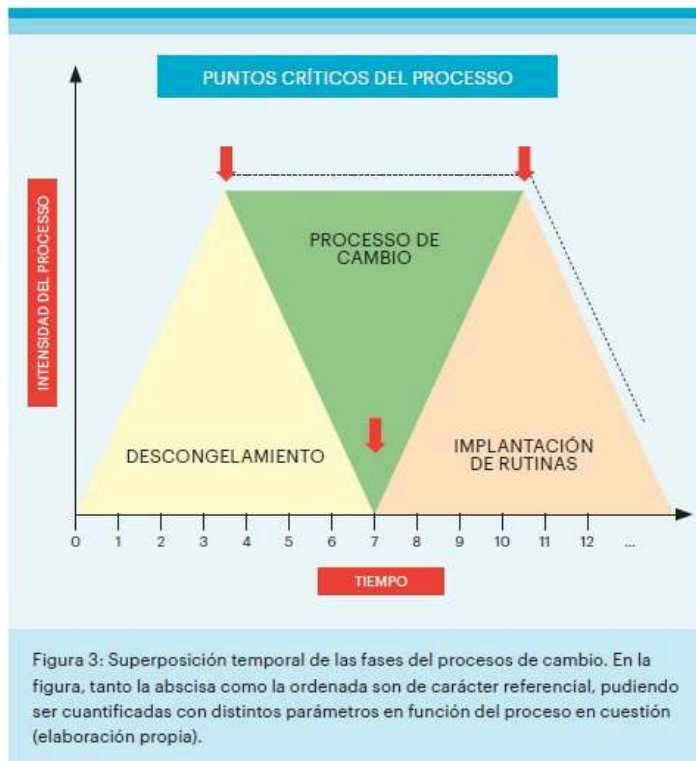 PUNTOS CRÍTICOS DEL PROCESSO
INTENSIDAD DEL PROCESSO
PROCESSO DE
CAMBIO
DESCONGELAMIENTO
IMPLANTACIÓN
DE RUTINAS
0 1 2 3 4 5 6 7 8 9 10 11 12 ...
TIEMPO
Figura 3: Superposición temporal de las fases del procesos de cambio. En la
figura, tanto la abscisa como la ordenada son de carácter referencial, pudiendo
ser cuantificadas con distintos parámetros en función del proceso en cuestión
(elaboración propia).